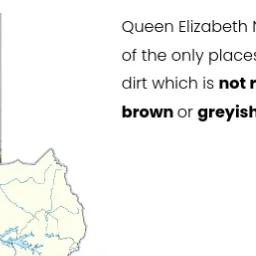 Queen Elizabeth
of the only places
dirt which is not
brown or greyish